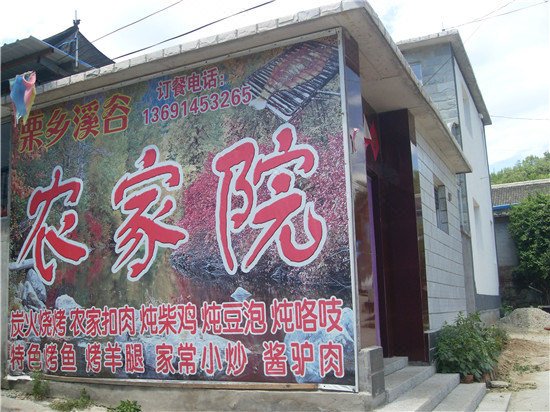 订餐电话:
栗乡溪谷 13691453265
农家院
炭火烧烤 农家扣肉 炖柴鸡 炖豆泡 炖咯吱
特色烤鱼 烤羊腿 家常小炒 酱驴肉